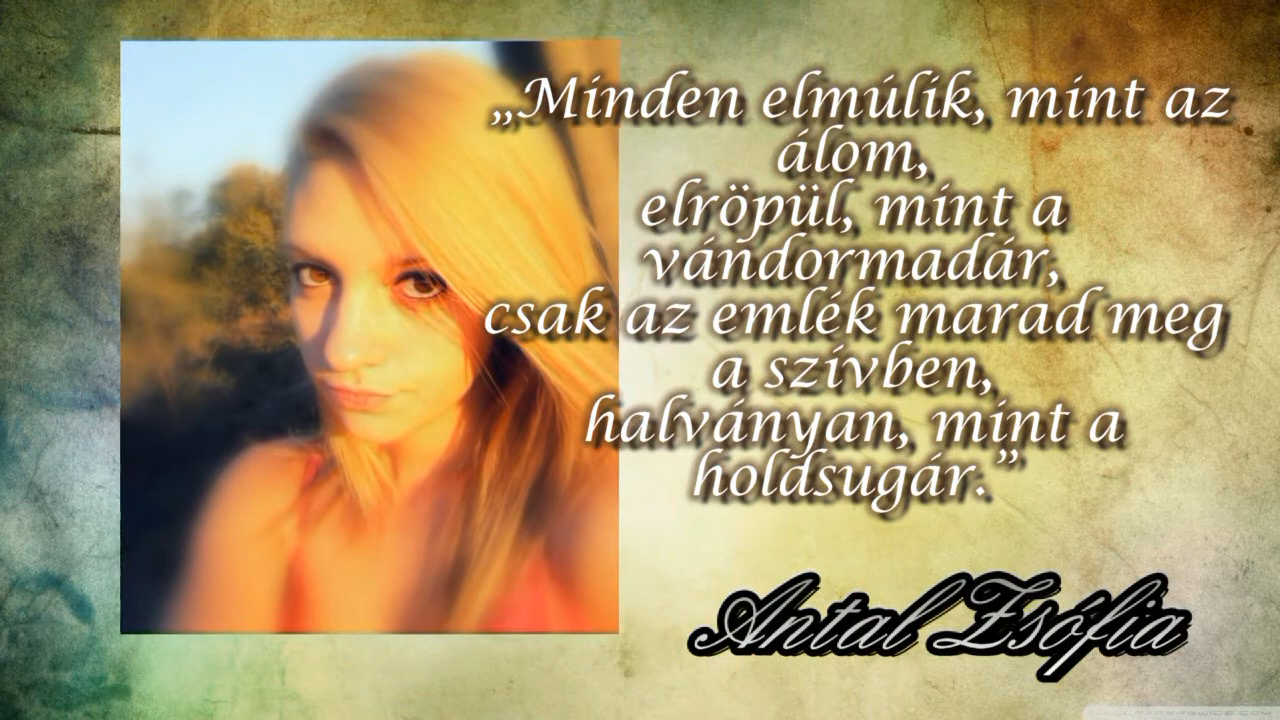 „Minden elmúlik, mint az
álom,
elröpül, mint a
vándormadár,
csak az emlék marad meg
a szívben,
halványan, mint a
holdsugár.”
Antal Zsófia